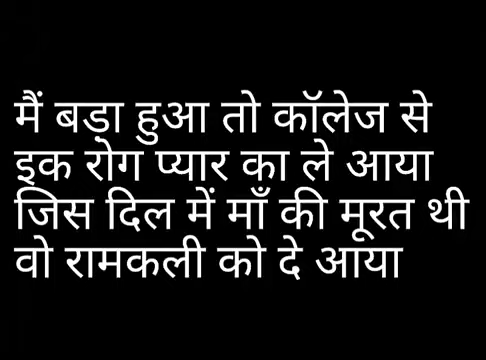 मैं बड़ा हुआ तो कॉलेज से
इक रोग प्यार का ले आया
जिस दिल में माँ की मूरत थी
वो रामकली को दे आया